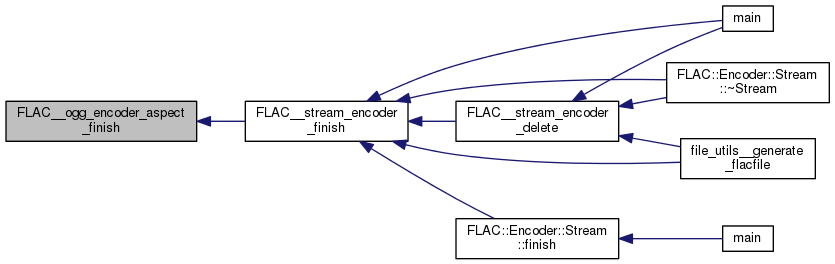 main
FLAC::Encoder::Stream
::~Stream
FLAC__ogg_encoder_aspect
_finish
FLAC__stream_encoder
_finish
FLAC__stream_encoder
_delete
file_utils__generate
_flacfile
FLAC::Encoder::Stream
::finish
main